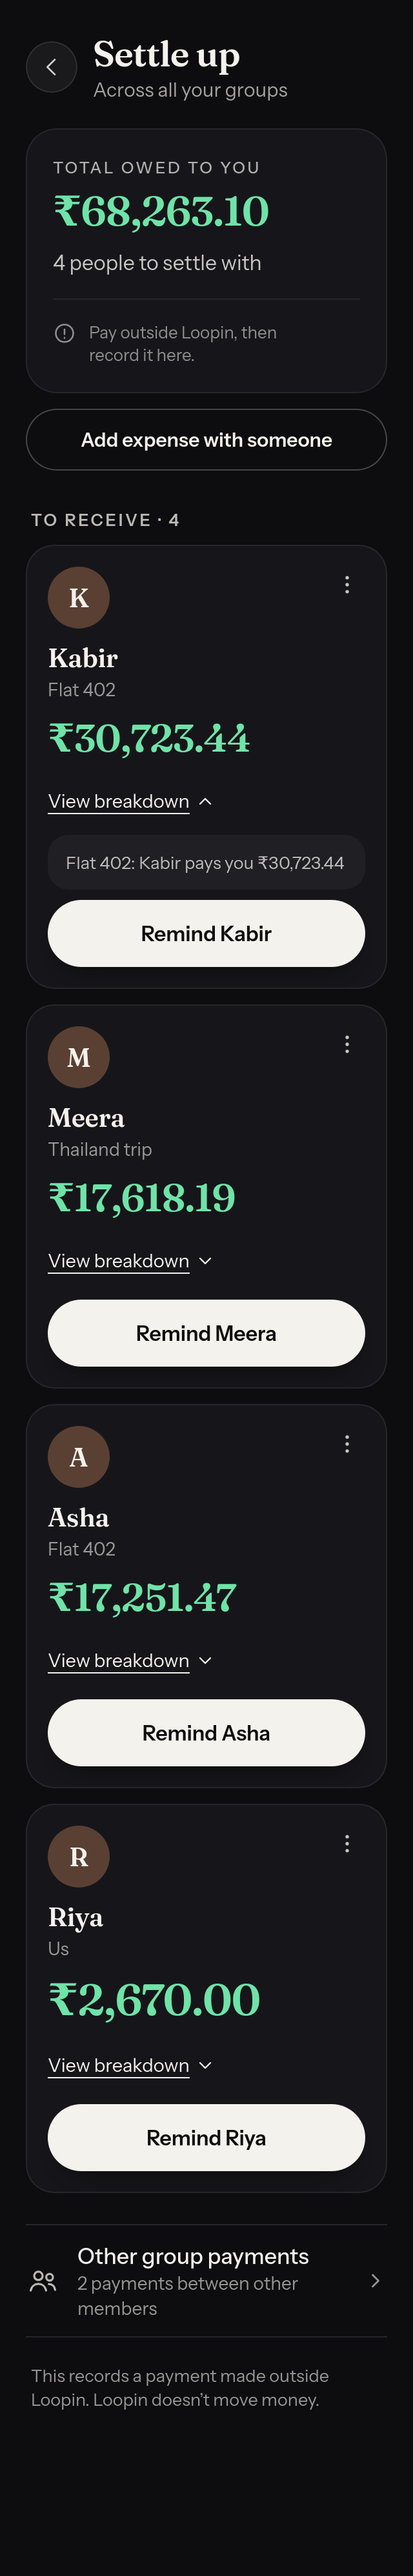 Settle up
Across all your groups
TOTAL OWED TO YOU
₹68,263.10
4 people to settle with
Pay outside Loopin, then
record it here.
Add expense with someone
TO RECEIVE · 4
K
Kabir
Flat 402
₹30,723.44
View breakdown
Flat 402: Kabir pays you ₹30,723.44
Remind Kabir
M
Meera
Thailand trip
₹17,618.19
View breakdown
Remind Meera
A
Asha
Flat 402
₹17,251.47
View breakdown
Remind Asha
R
Riya
Us
₹2,670.00
View breakdown
Remind Riya
Other group payments
2 payments between other
members
This records a payment made outside
Loopin. Loopin doesn’t move money.